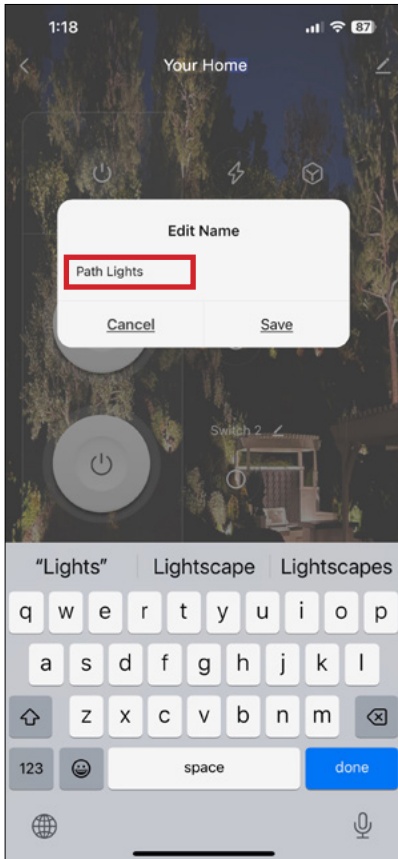 1:18
87
Your Home
Edit Name
Path Lights
Cancel Save
Switch 2
“Lights” Lightscape Lightscapes
q w e r t y u i o p
a s d f g h j k l
z x c v b n m
123 space done